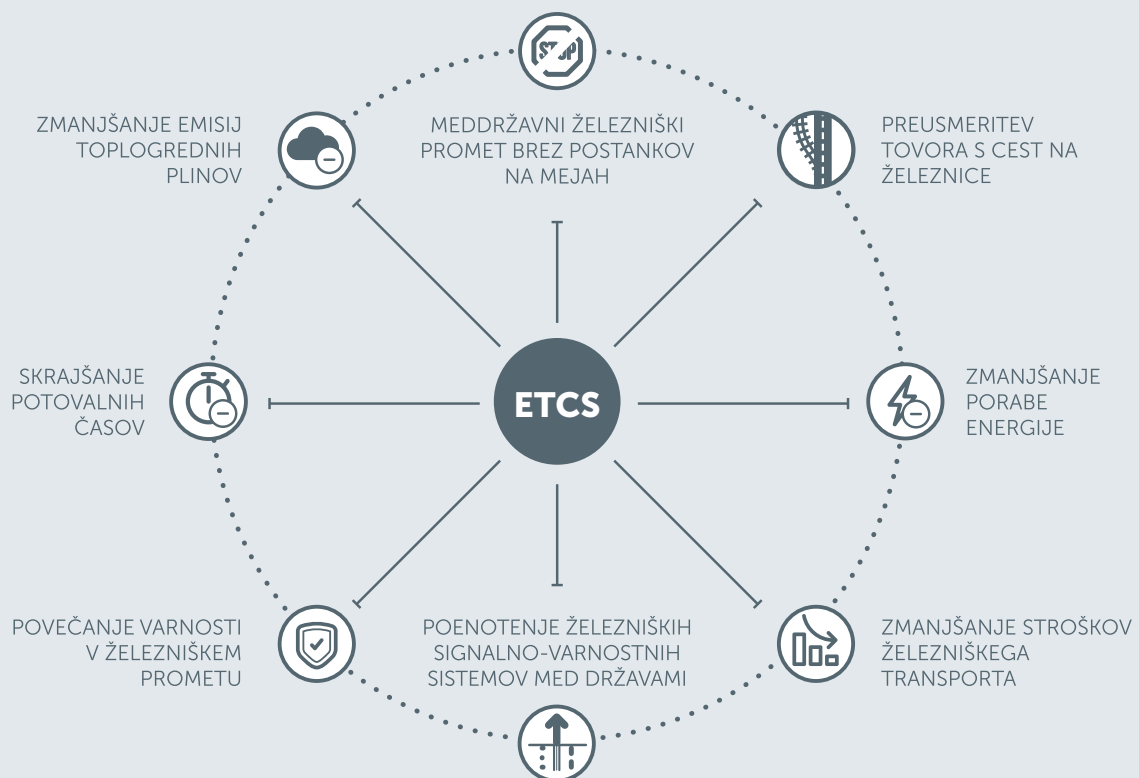 STOP
MEDDRŽAVNI ŽELEZNIŠKI
PROMET BREZ POSTANKOV
NA MEJAH
PREUSMERITEV
TOVORA S CEST NA
ŽELEZNICE
ZMANJŠANJE
PORABE
ENERGIJE
ZMANJŠANJE STROŠKOV
ŽELEZNIŠKEGA
TRANSPORTA
POENOTENJE ŽELEZNIŠKIH
SIGNALNO-VARNOSTNIH
SISTEMOV MED DRŽAVAMI
POVEČANJE VARNOSTI
V ŽELEZNIŠKEM
PROMETU
SKRAJŠANJE
POTOVALNIH
ČASOV
ZMANJŠANJE EMISIJ
TOPLOGREDNIH
PLINOV
ETCS